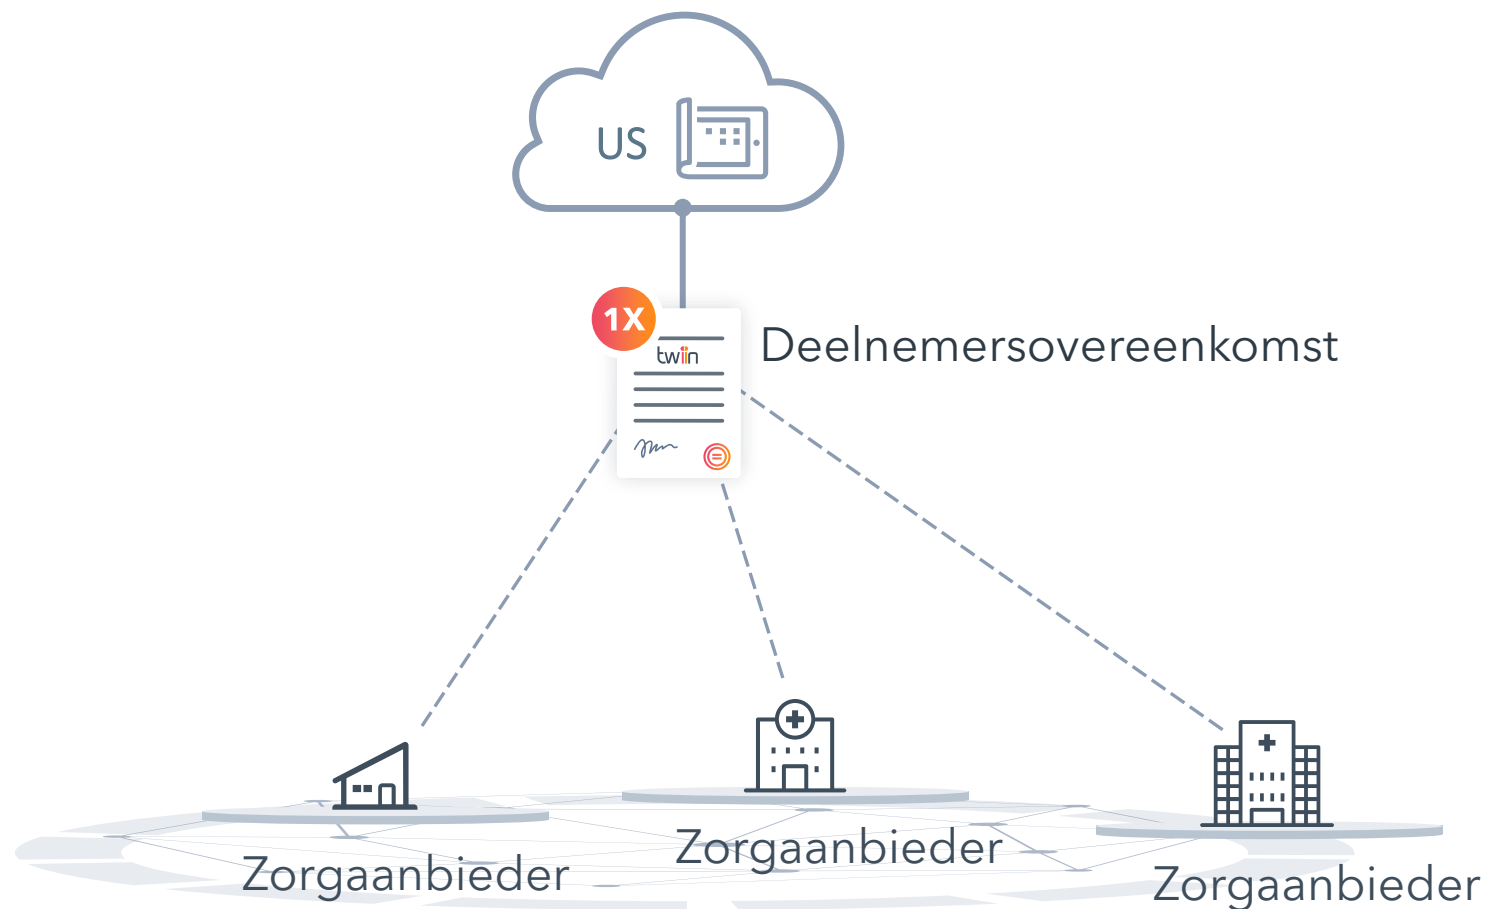 US
1X
twiin
Deelnemersovereenkomst
Zorgaanbieder
Zorgaanbieder
Zorgaanbieder